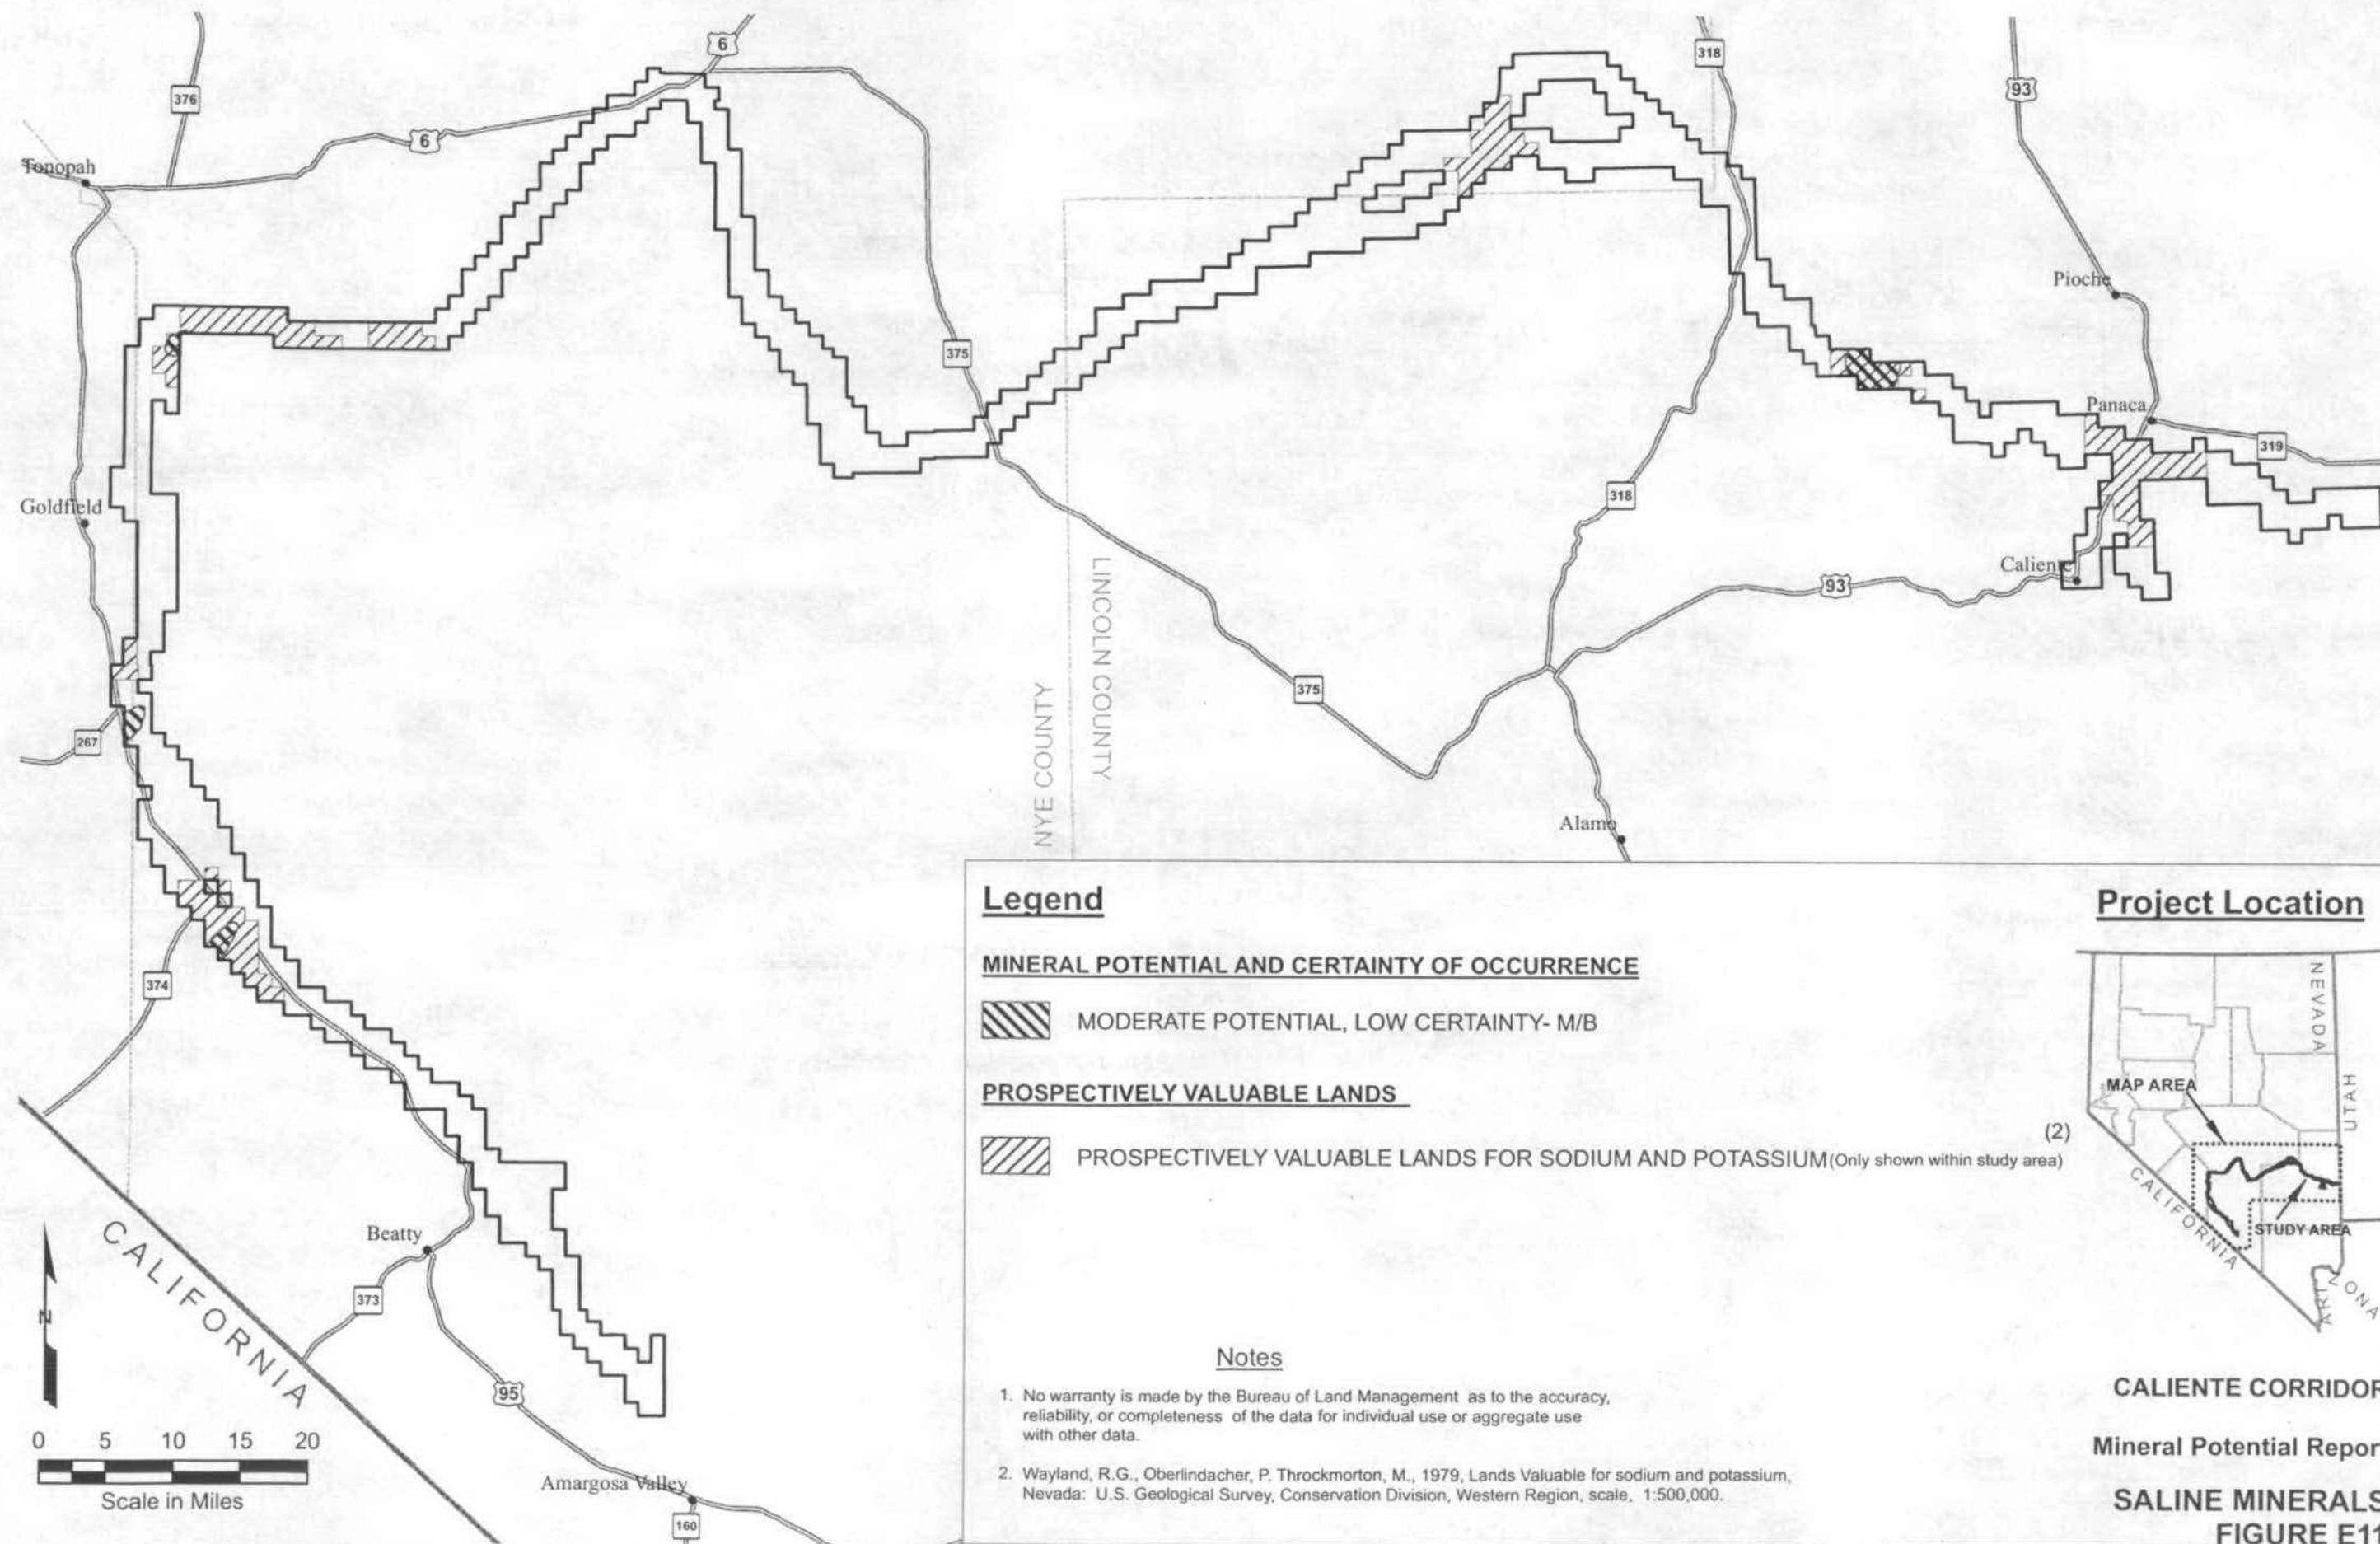 6
376
6
Tonopah
318
93
Pioche
375
Panaca
319
Goldfield
318
Caliente
93
LINCOLN COUNTY
NYE COUNTY
375
267
Alamo
374
Beatty
373
CALIFORNIA
N
95
Amargosa Valley
160
0 5 10 15 20
Scale in Miles
Legend
MINERAL POTENTIAL AND CERTAINTY OF OCCURRENCE
MODERATE POTENTIAL, LOW CERTAINTY- M/B
PROSPECTIVELY VALUABLE LANDS
(2)
PROSPECTIVELY VALUABLE LANDS FOR SODIUM AND POTASSIUM (Only shown within study area)
Notes
1. No warranty is made by the Bureau of Land Management as to the accuracy,
reliability, or completeness of the data for individual use or aggregate use
with other data.
2. Wayland, R.G., Oberlindacher, P. Throckmorton, M., 1979, Lands Valuable for sodium and potassium,
Nevada: U.S. Geological Survey, Conservation Division, Western Region, scale, 1:500,000.
Project Location
NEVADA
UTAH
MAP AREA
CALIFORNIA
STUDY AREA
ARIZONA
CALIENTE CORRIDOR
Mineral Potential Repor
SALINE MINERALS
FIGURE E11